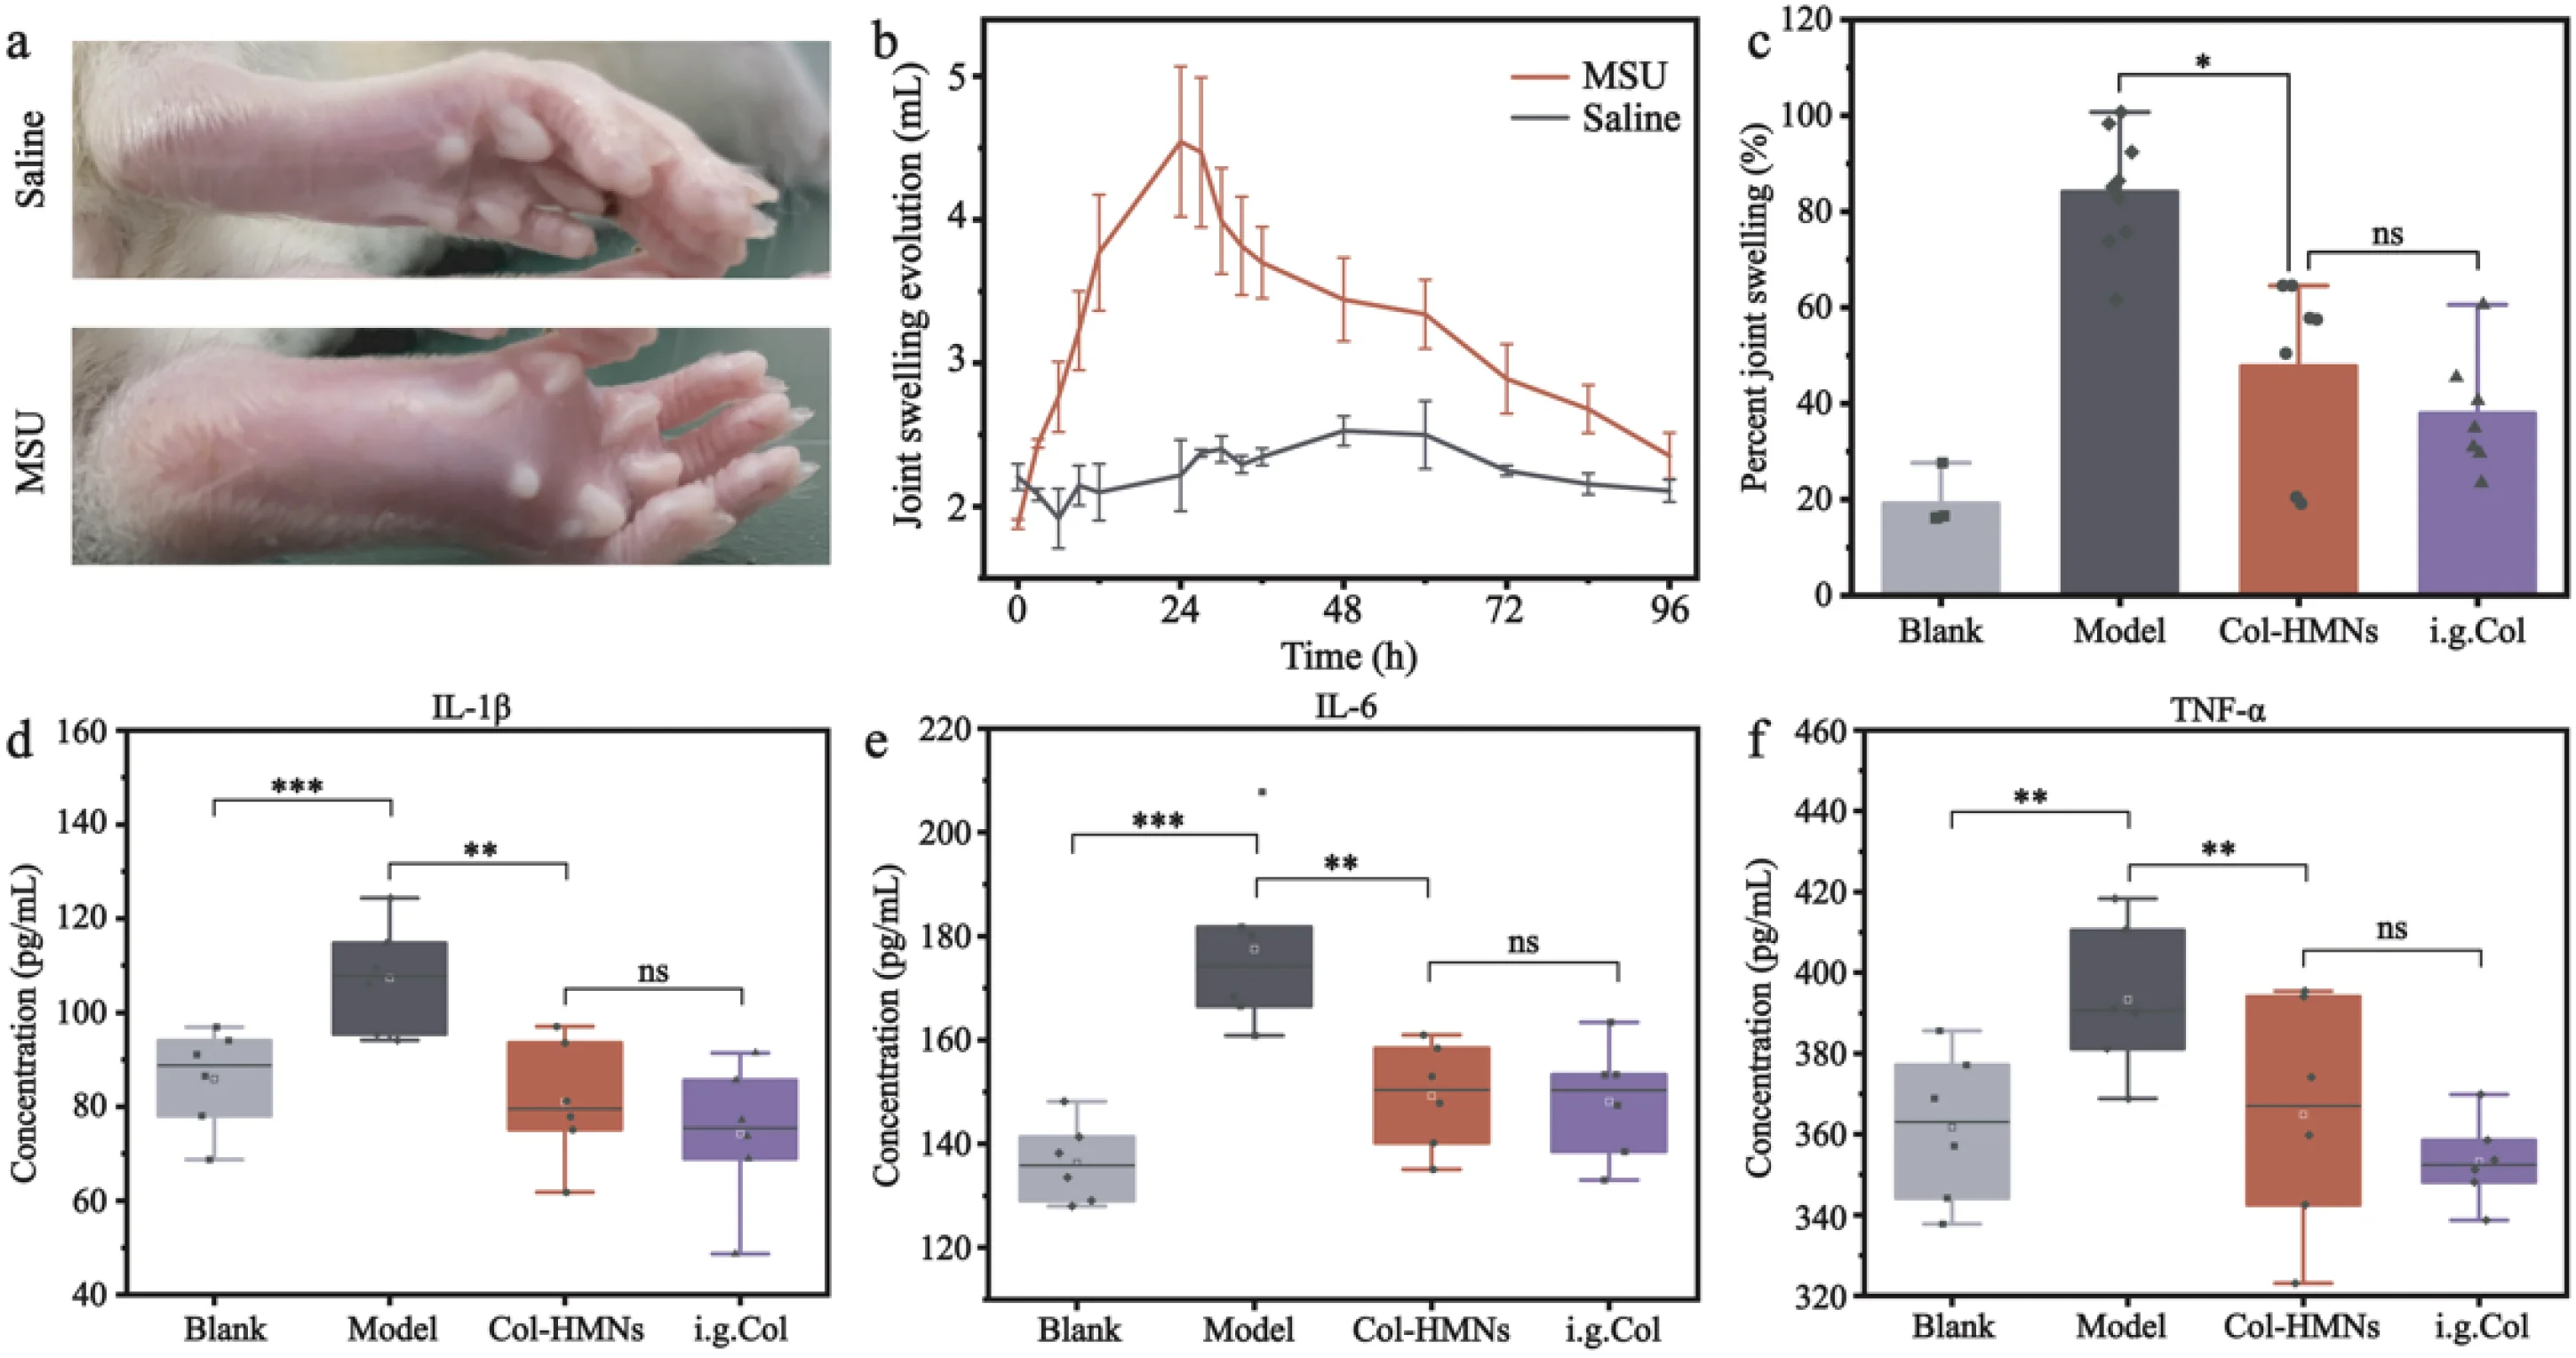 a
Saline
MSU
b
Joint swelling evolution (mL)
5
4
3
2
MSU
Saline
0 24 48 72 96
Time (h)
c
Percent joint swelling (%)
120
100
80
60
40
20
0
*
ns
Blank Model Col-HMNs i.g.Col
d
IL-1β
Concentration (pg/mL)
160
140
120
100
80
60
40
***
**
ns
Blank Model Col-HMNs i.g.Col
e
IL-6
Concentration (pg/mL)
220
200
180
160
140
120
***
**
ns
Blank Model Col-HMNs i.g.Col
f
TNF-α
Concentration (pg/mL)
460
440
420
400
380
360
340
320
**
**
ns
Blank Model Col-HMNs i.g.Col